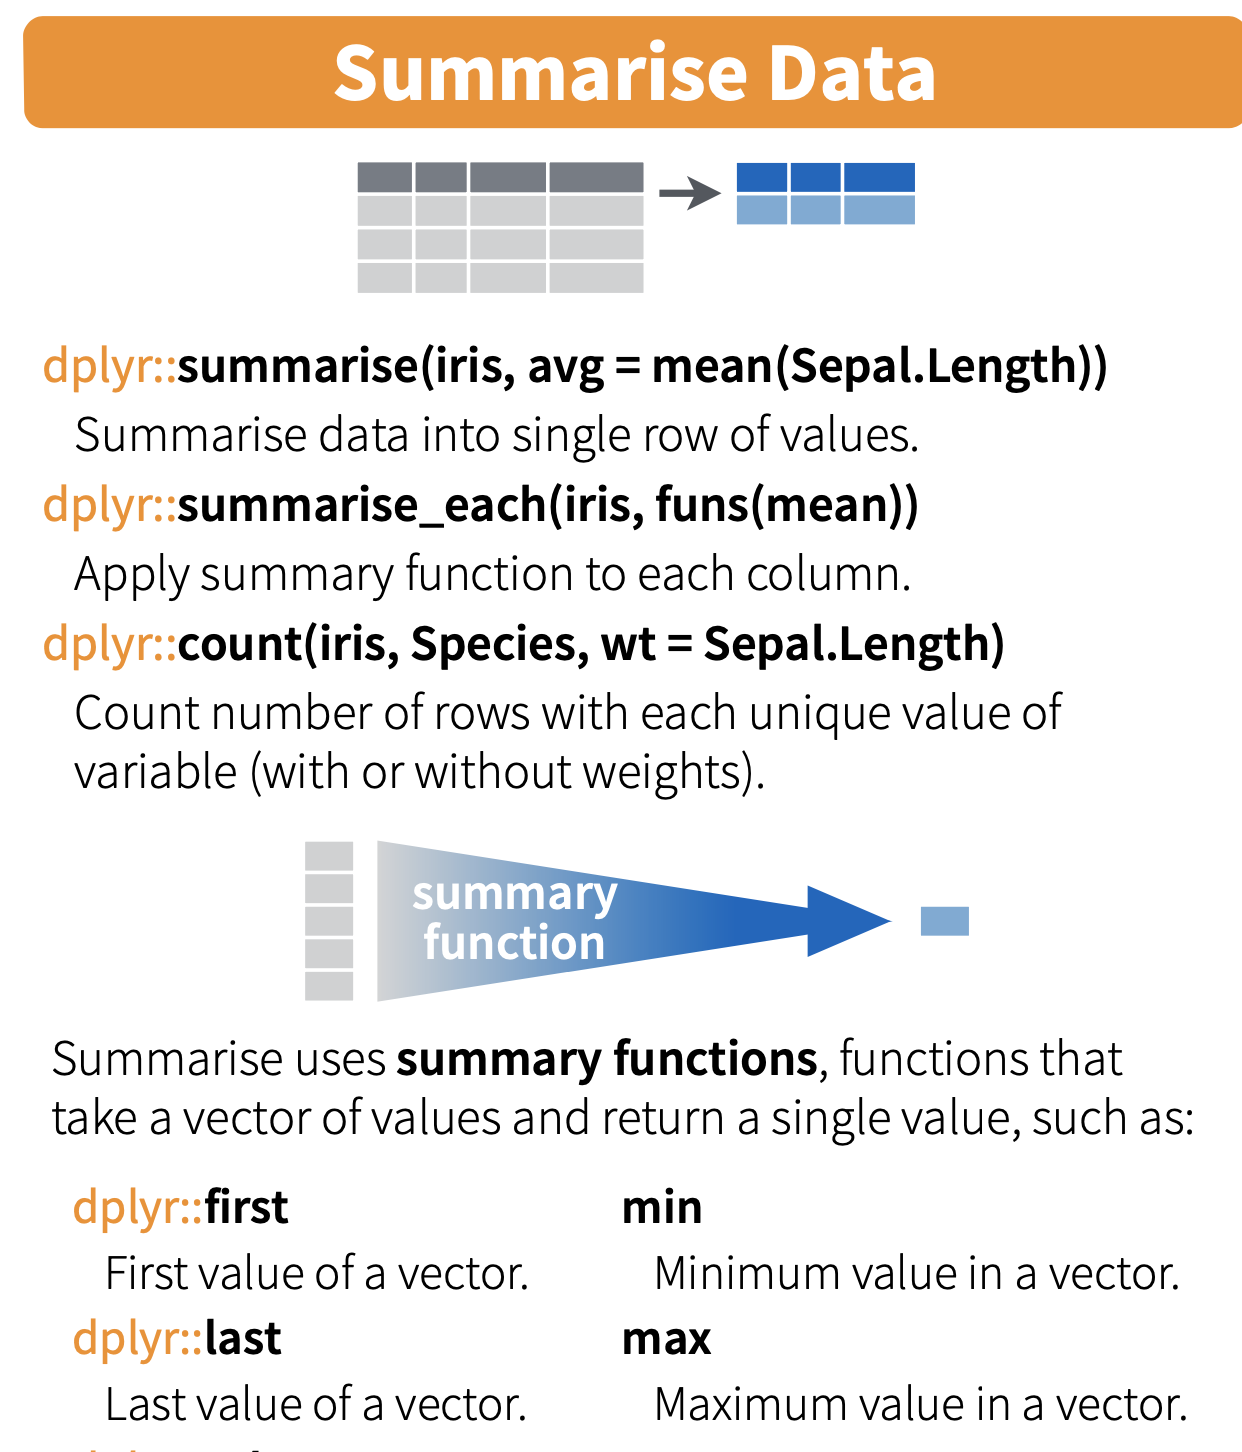 Summarise Data
dplyr::summarise(iris, avg = mean(Sepal.Length))
Summarise data into single row of values.
dplyr::summarise_each(iris, funs(mean))
Apply summary function to each column.
dplyr::count(iris, Species, wt = Sepal.Length)
Count number of rows with each unique value of
variable (with or without weights).
summary
function
Summarise uses summary functions, functions that
take a vector of values and return a single value, such as:
dplyr::first
First value of a vector.
dplyr::last
Last value of a vector.
min
Minimum value in a vector.
max
Maximum value in a vector.